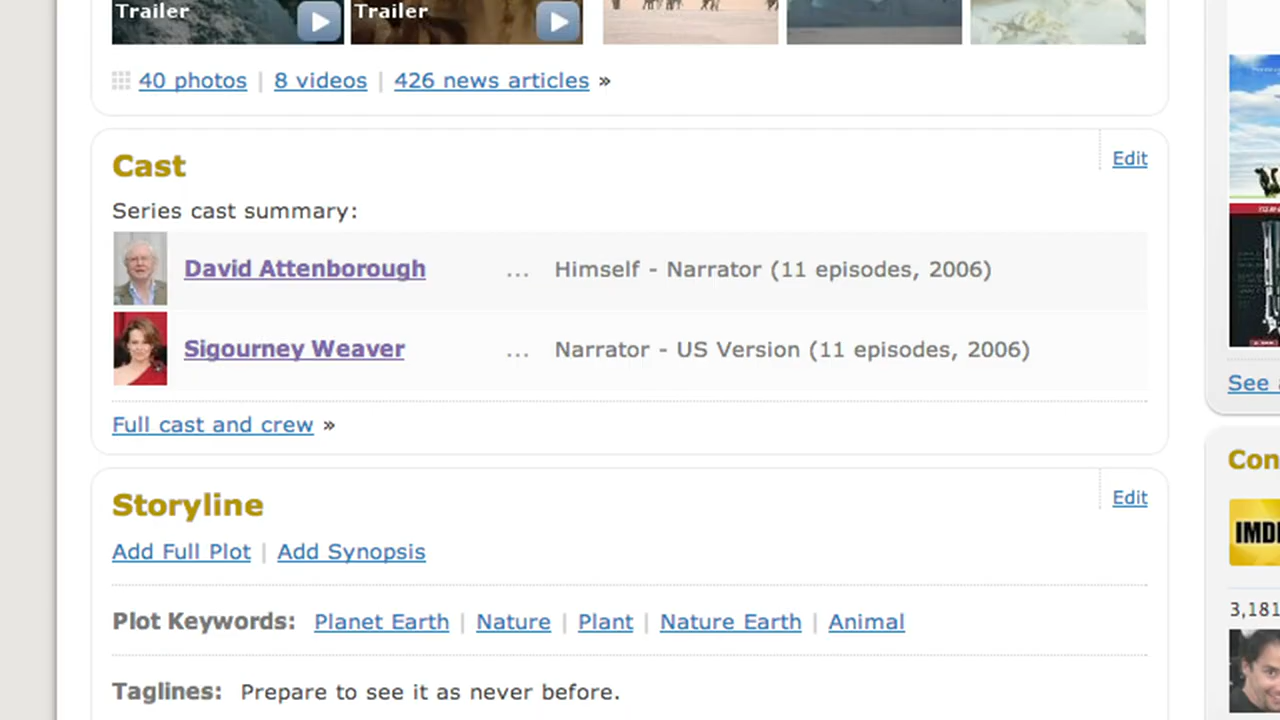 Trailer Trailer
40 photos | 8 videos | 426 news articles »
Cast
Edit
Series cast summary:
David Attenborough ... Himself - Narrator (11 episodes, 2006)
Sigourney Weaver ... Narrator - US Version (11 episodes, 2006)
Full cast and crew »
Storyline
Edit
Add Full Plot | Add Synopsis
Plot Keywords: Planet Earth | Nature | Plant | Nature Earth | Animal
Taglines: Prepare to see it as never before.
See
Con
IMD
3,181